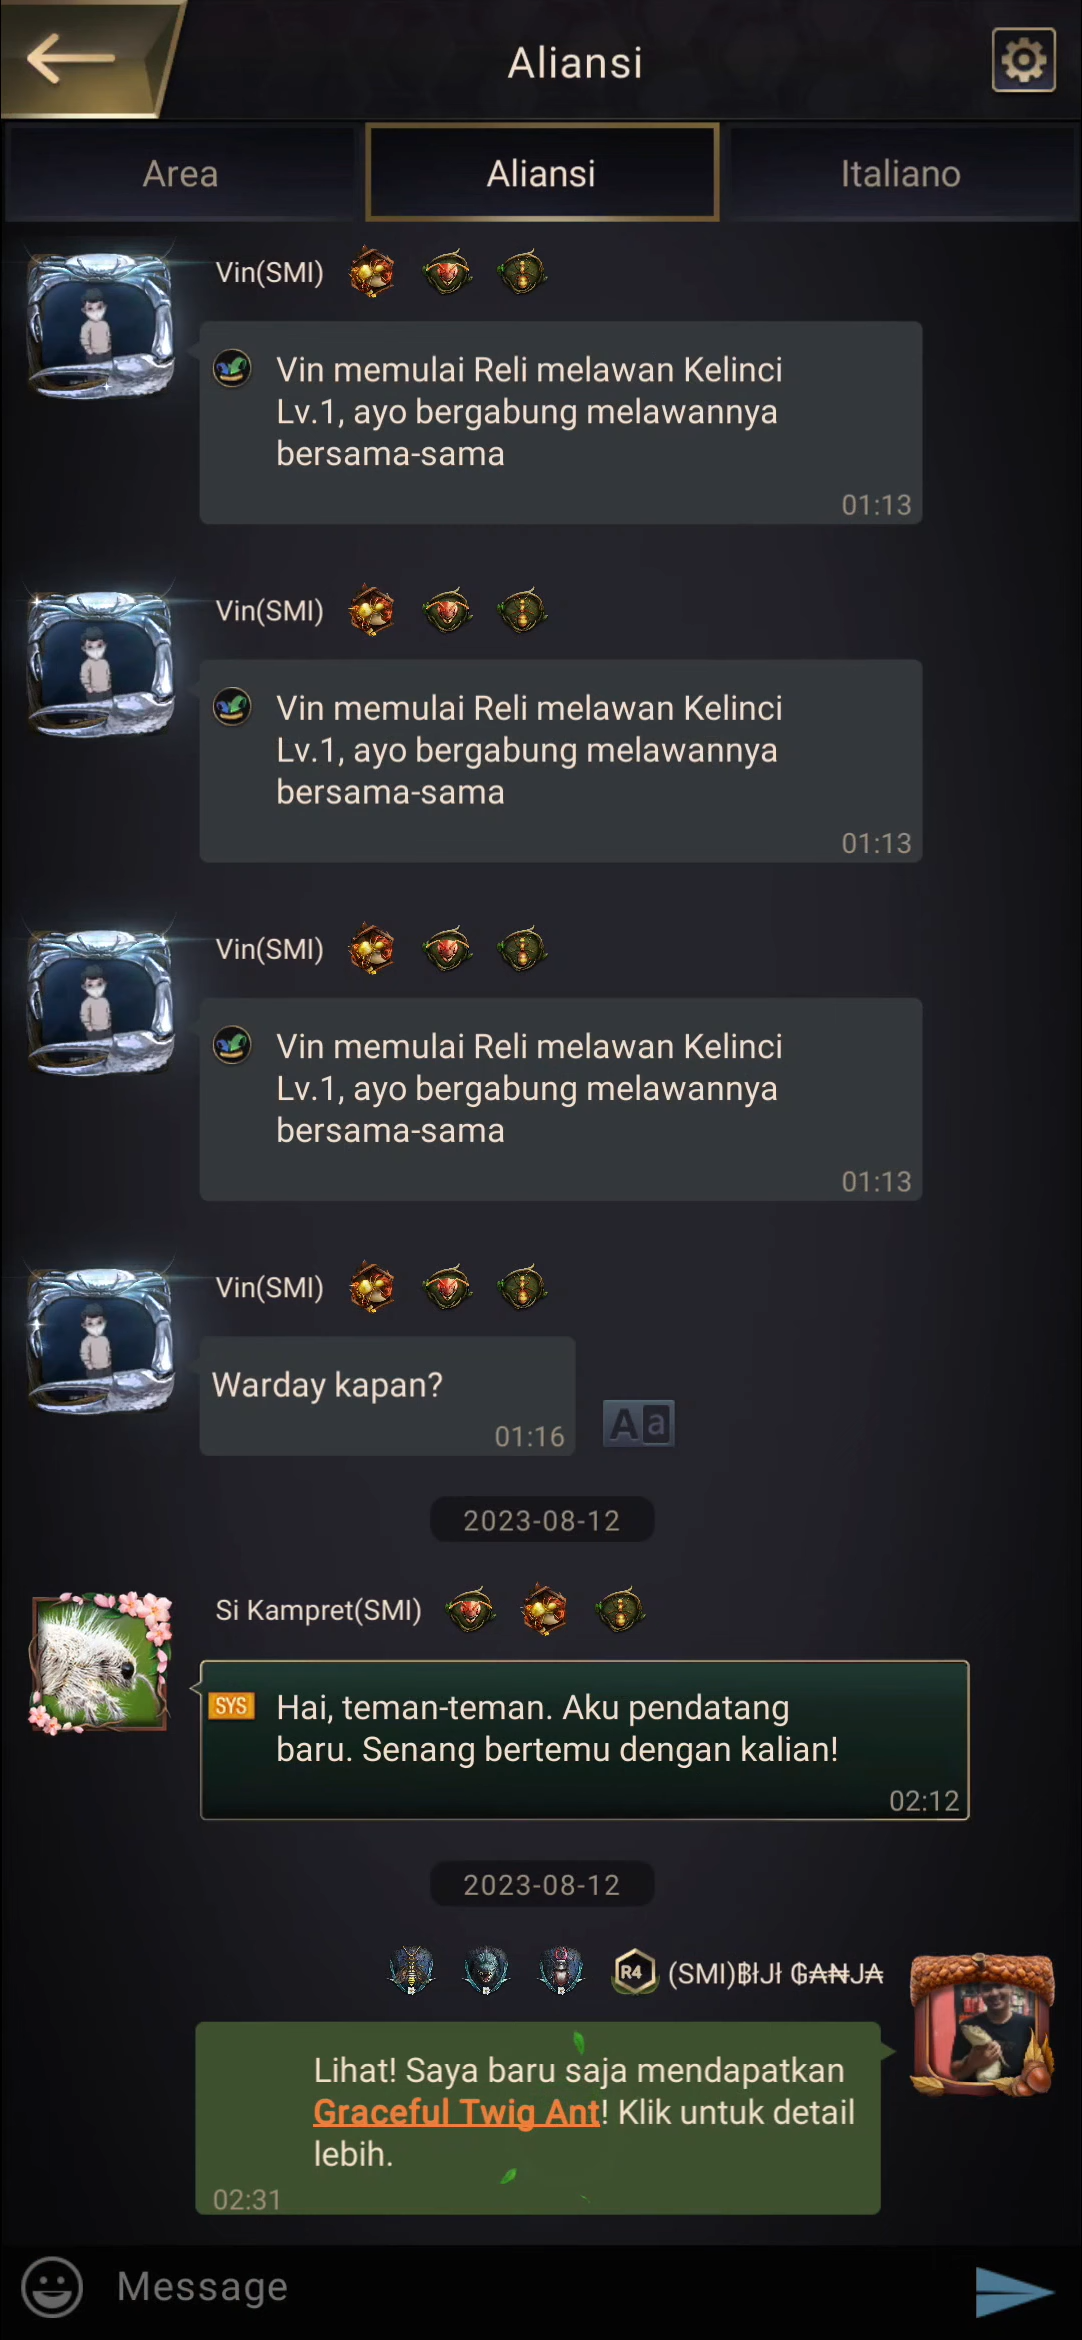 Aliansi
Area
Aliansi
Italiano
Vin(SMI)
Vin memulai Reli melawan Kelinci
Lv.1, ayo bergabung melawannya
bersama-sama
01:13
Vin(SMI)
Vin memulai Reli melawan Kelinci
Lv.1, ayo bergabung melawannya
bersama-sama
01:13
Vin(SMI)
Vin memulai Reli melawan Kelinci
Lv.1, ayo bergabung melawannya
bersama-sama
01:13
Vin(SMI)
Warday kapan?
01:16
Aa
2023-08-12
Si Kampret(SMI)
SYS
Hai, teman-teman. Aku pendatang
baru. Senang bertemu dengan kalian!
02:12
2023-08-12
R4 (SMI)฿ƗJƗ ₲₳₦J₳
Lihat! Saya baru saja mendapatkan
Graceful Twig Ant! Klik untuk detail
lebih.
02:31
Message